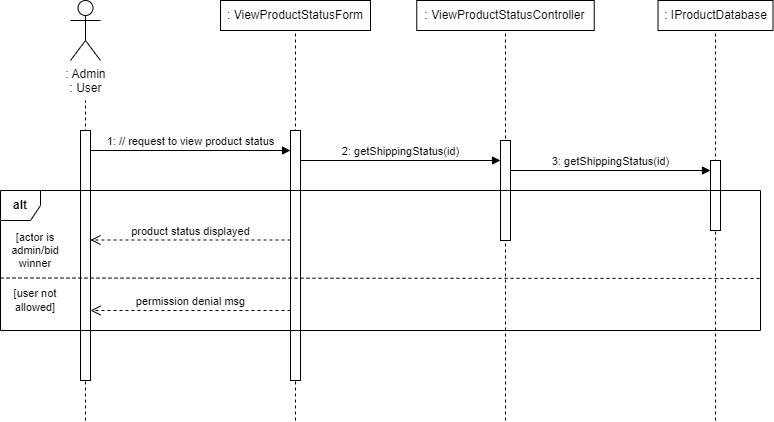 : ViewProductStatusForm
: ViewProductStatusController
: IProductDatabase
: Admin
: User
1: // request to view product status
2: getShippingStatus(id)
3: getShippingStatus(id)
alt
product status displayed
[actor is
admin/bid
winner
[user not
allowed]
permission denial msg